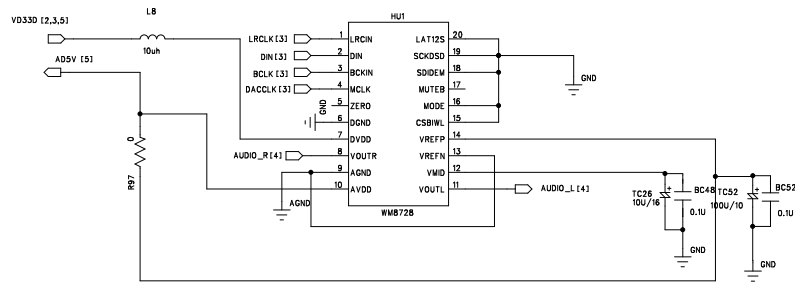 HU1
VD33D [2,3,5]
L8
10uh
AD5V [5]
LRCLK[3]
DIN[3]
BCLK[3]
DACCLK[3]
GND
AUDIO_R[4]
1 LRCIN
2 DIN
3 BCKIN
4 MCLK
5 ZERO
6 DGND
7 DVDD
8 VOUTR
9 AGND
10 AVDD
LAT12S 20
SCKDSD 19
SDIDEM 18
MUTEB 17
MODE 16
CSBIWL 15
VREFP 14
VREFN 13
VMID 12
VOUTL 11
WM8728
GND
AUDIO_L[4]
AGND
R97
0
TC26
10U/16
BC48
0.1U
GND
TC52
100U/10
BC52
0.1U
GND